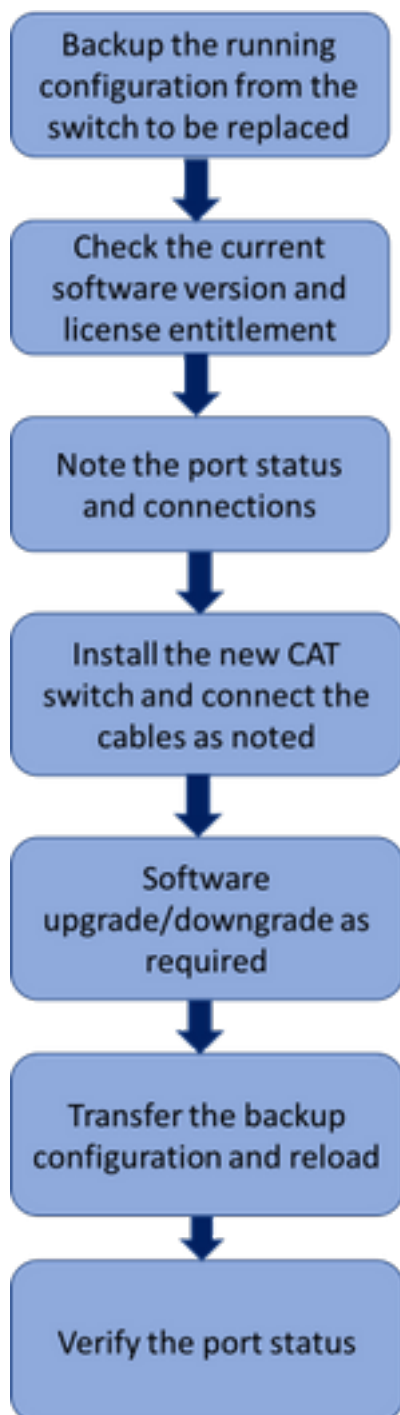 Backup the running
configuration from the
switch to be replaced
Check the current
software version and
license entitlement
Note the port status
and connections
Install the new CAT
switch and connect the
cables as noted
Software
upgrade/downgrade as
required
Transfer the backup
configuration and reload
Verify the port status